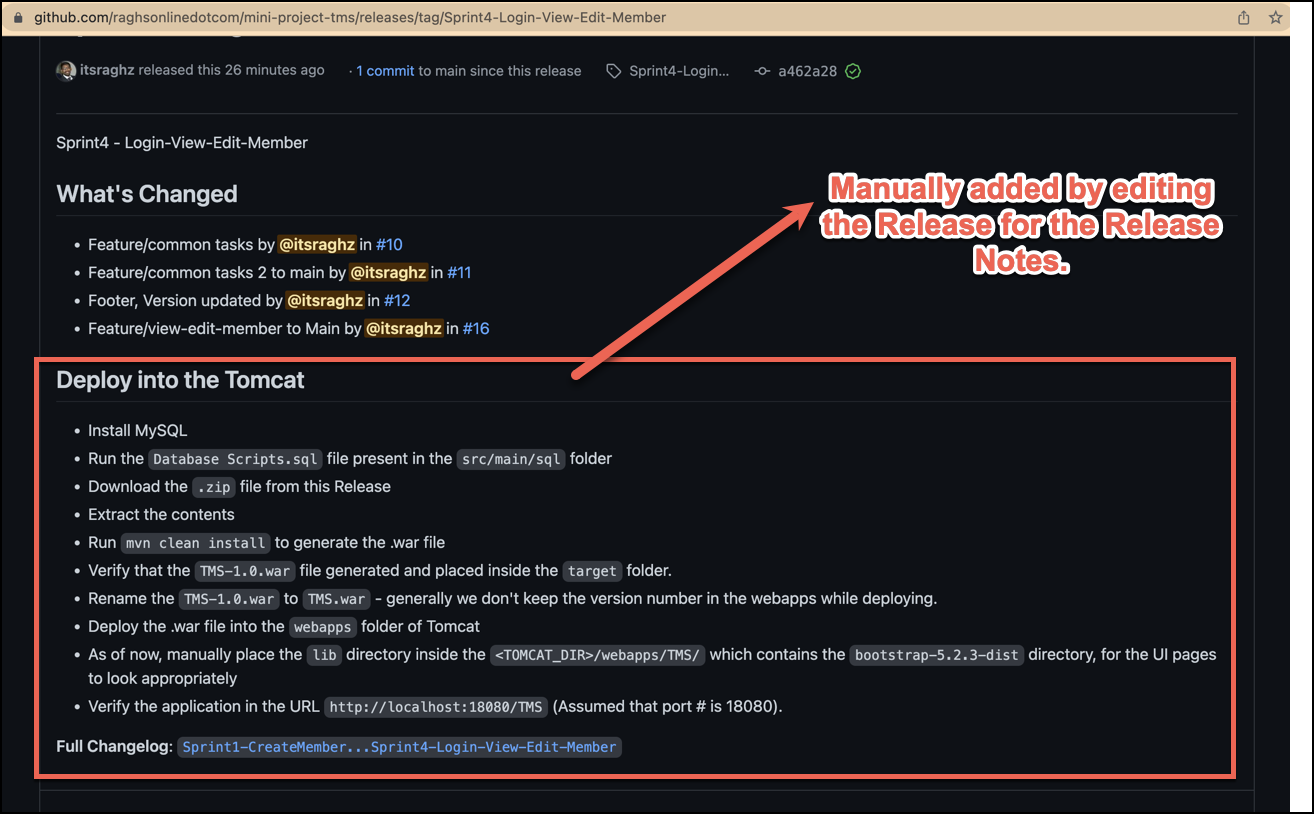 github.com/raghsonlinedotcom/mini-project-tms/releases/tag/Sprint4-Login-View-Edit-Member
itsraghz released this 26 minutes ago · 1 commit to main since this release Sprint4-Login... a462a28
Sprint4 - Login-View-Edit-Member
What's Changed
• Feature/common tasks by @itsraghz in #10
• Feature/common tasks 2 to main by @itsraghz in #11
• Footer, Version updated by @itsraghz in #12
• Feature/view-edit-member to Main by @itsraghz in #16
Manually added by editing
the Release for the Release
Notes.
Deploy into the Tomcat
• Install MySQL
• Run the Database Scripts.sql file present in the src/main/sql folder
• Download the .zip file from this Release
• Extract the contents
• Run mvn clean install to generate the .war file
• Verify that the TMS-1.0.war file generated and placed inside the target folder.
• Rename the TMS-1.0.war to TMS.war - generally we don't keep the version number in the webapps while deploying.
• Deploy the .war file into the webapps folder of Tomcat
• As of now, manually place the lib directory inside the <TOMCAT_DIR>/webapps/TMS/ which contains the bootstrap-5.2.3-dist directory, for the UI pages
to look appropriately
• Verify the application in the URL http://localhost:18080/TMS (Assumed that port # is 18080).
Full Changelog: Sprint1-CreateMember...Sprint4-Login-View-Edit-Member